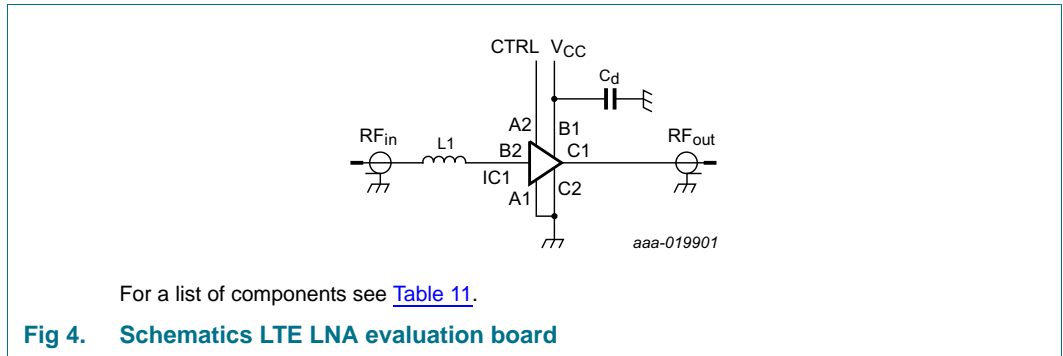 CTRL VCC
Cd
A2 B1
RFin L1 B2 C1 RFout
IC1
A1 C2
aaa-019901
For a list of components see Table 11.
Fig 4. Schematics LTE LNA evaluation board